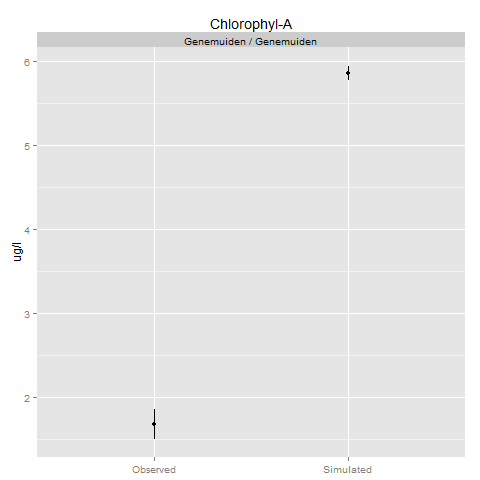 Chlorophyl-A
Genemuiden / Genemuiden
6
5
4
3
2
ug/l
Observed
Simulated